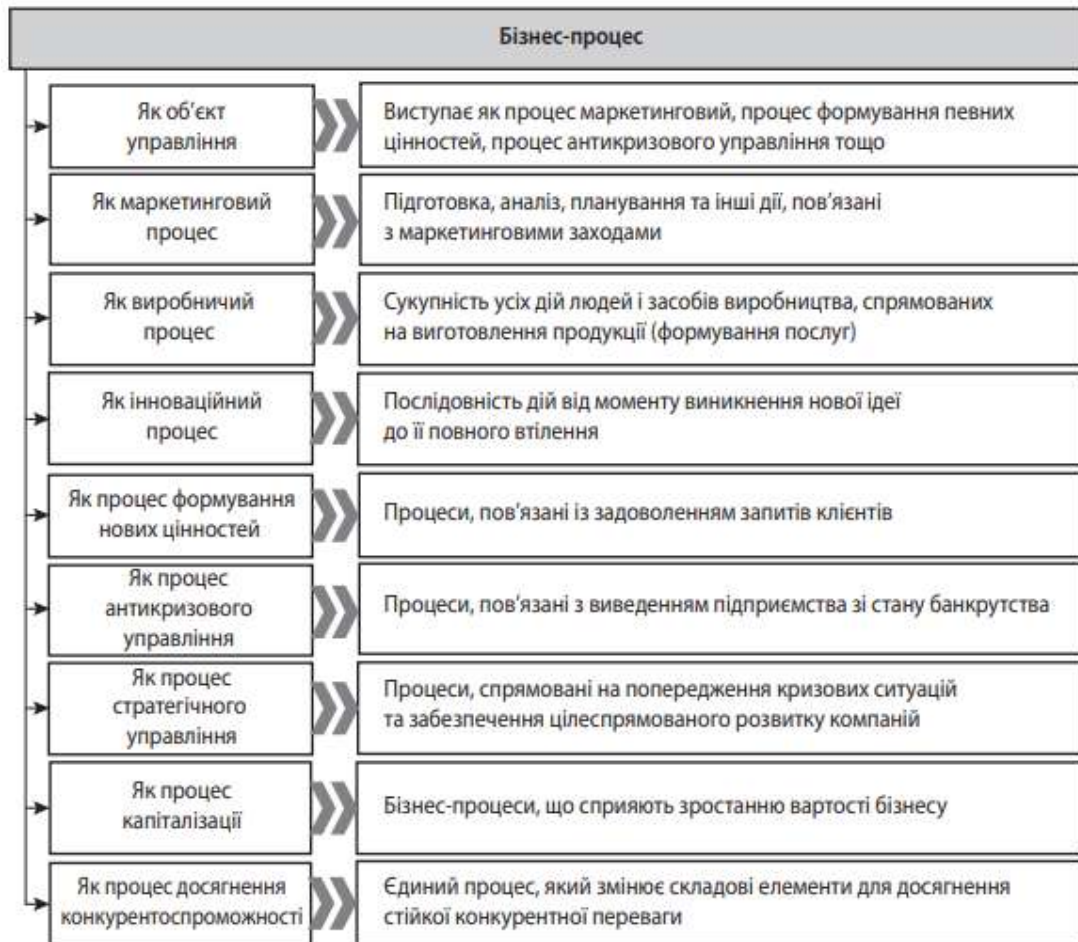 Бізнес-процес
Як об’єкт
управління
Виступає як процес маркетинговий, процес формування певних
цінностей, процес антикризового управління тощо
Як маркетинговий
процес
Підготовка, аналіз, планування та інші дії, пов’язані
з маркетинговими заходами
Як виробничий
процес
Сукупність усіх дій людей і засобів виробництва, спрямованих
на виготовлення продукції (формування послуг)
Як інноваційний
процес
Послідовність дій від моменту виникнення нової ідеї
до її повного втілення
Як процес формування
нових цінностей
Процеси, пов’язані із задоволенням запитів клієнтів
Як процес
антикризового
управління
Процеси, пов’язані з виведенням підприємства зі стану банкрутства
Як процес
стратегічного
управління
Процеси, спрямовані на попередження кризових ситуацій
та забезпечення цілеспрямованого розвитку компаній
Як процес
капіталізації
Бізнес-процеси, що сприяють зростанню вартості бізнесу
Як процес досягнення
конкурентоспроможності
Єдиний процес, який змінює складові елементи для досягнення
стійкої конкурентної переваги